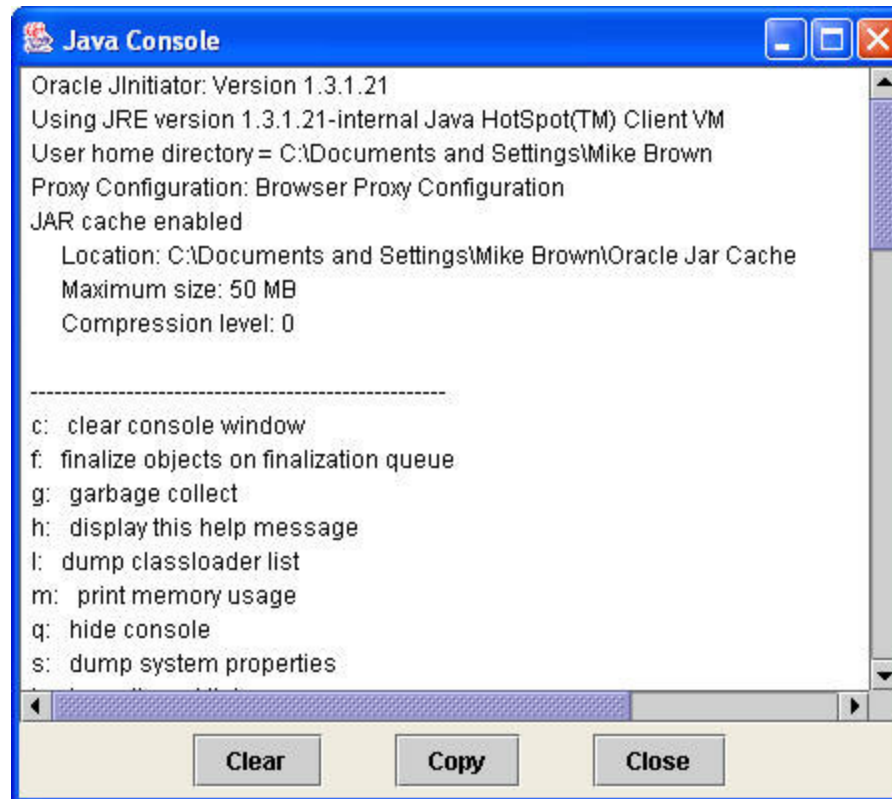 Java Console
Oracle JInitiator: Version 1.3.1.21
Using JRE version 1.3.1.21-internal Java HotSpot(TM) Client VM
User home directory = C:\Documents and Settings\Mike Brown
Proxy Configuration: Browser Proxy Configuration
JAR cache enabled
Location: C:\Documents and Settings\Mike Brown\Oracle Jar Cache
Maximum size: 50 MB
Compression level: 0
----------------------------------------------------
c: clear console window
f: finalize objects on finalization queue
g: garbage collect
h: display this help message
l: dump classloader list
m: print memory usage
q: hide console
s: dump system properties
Clear Copy Close